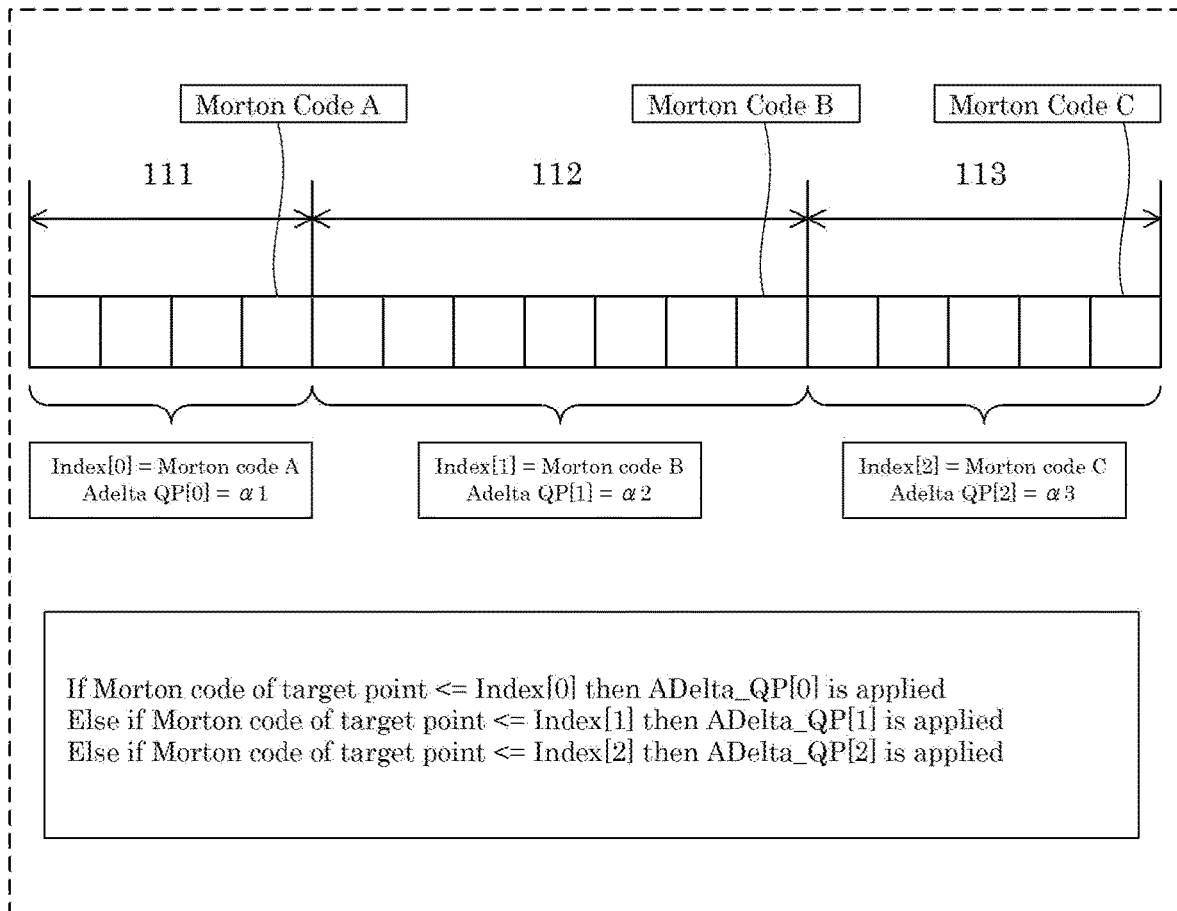 Morton Code A
Morton Code B
Morton Code C
111
112
113
Index[0] = Morton code A
Adelta QP[0] = α1
Index[1] = Morton code B
Adelta QP[1] = α2
Index[2] = Morton code C
Adelta QP[2] = α3
If Morton code of target point <= Index[0] then ADelta_QP[0] is applied
Else if Morton code of target point <= Index[1] then ADelta_QP[1] is applied
Else if Morton code of target point <= Index[2] then ADelta_QP[2] is applied